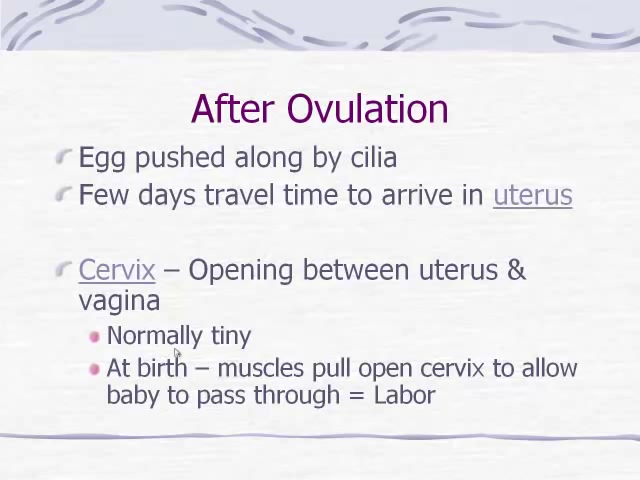 After Ovulation
Egg pushed along by cilia
Few days travel time to arrive in uterus
Cervix – Opening between uterus &
vagina
Normally tiny
At birth – muscles pull open cervix to allow
baby to pass through = Labor